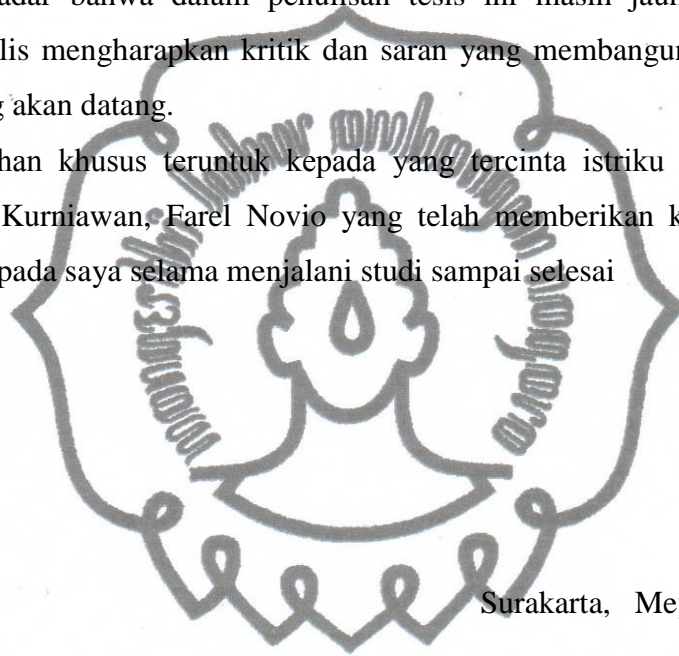 adar bahwa dalam penulisan tesis ini masih jauh
lis mengharapkan kritik dan saran yang membangun
g akan datang.
han khusus teruntuk kepada yang tercinta istriku
Kurniawan, Farel Novio yang telah memberikan k
pada saya selama menjalani studi sampai selesai
Surakarta, Me